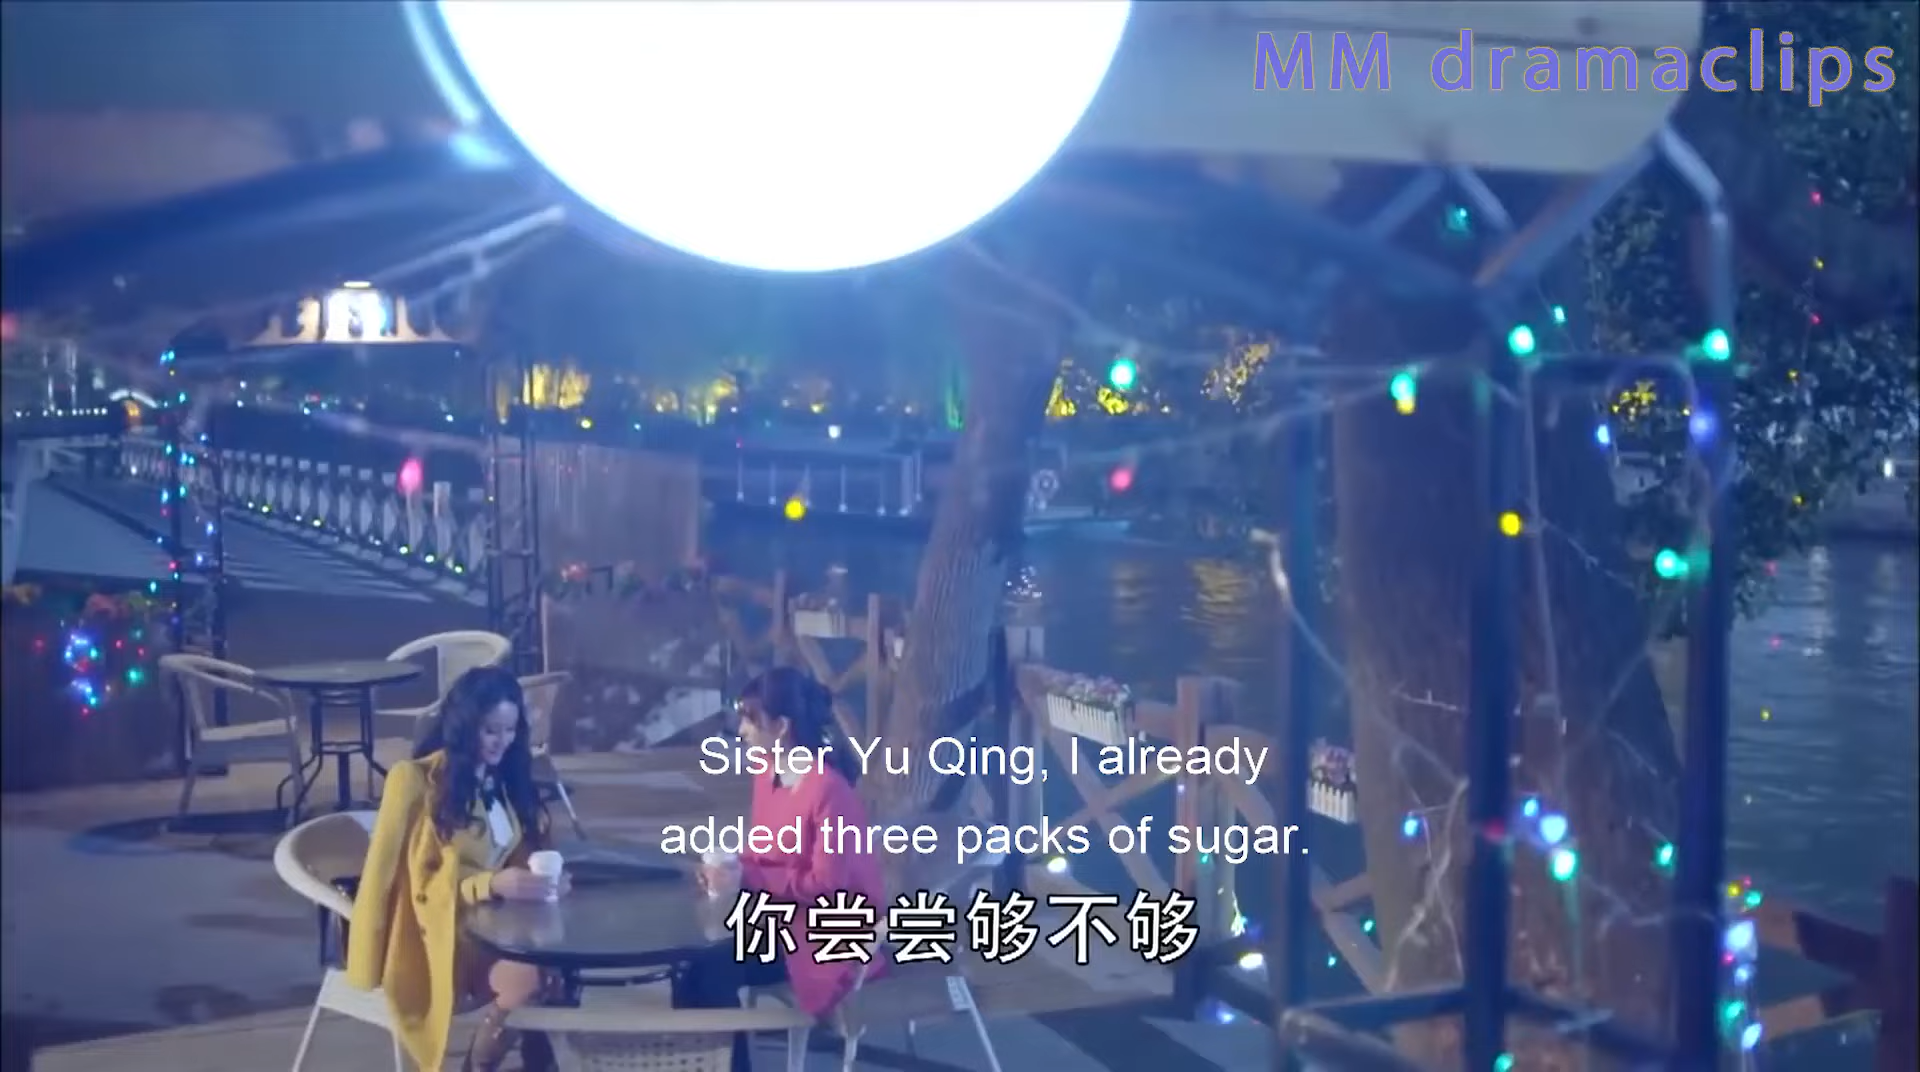 MM dramaclips
Sister Yu Qing, I already
added three packs of sugar.
你尝尝够不够